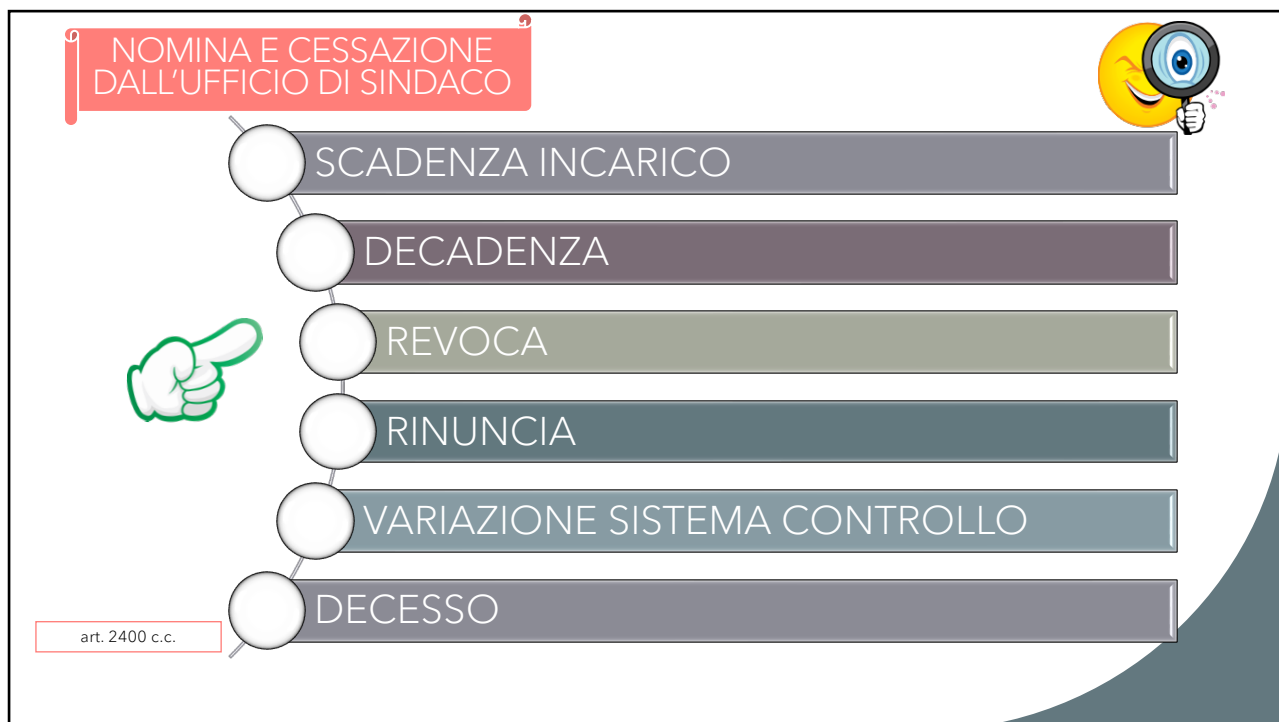 NOMINA E CESSAZIONE
DALL'UFFICIO DI SINDACO
SCADENZA INCARICO
DECADENZA
REVOCA
RINUNCIA
VARIAZIONE SISTEMA CONTROLLO
DECESSO
art. 2400 c.c.